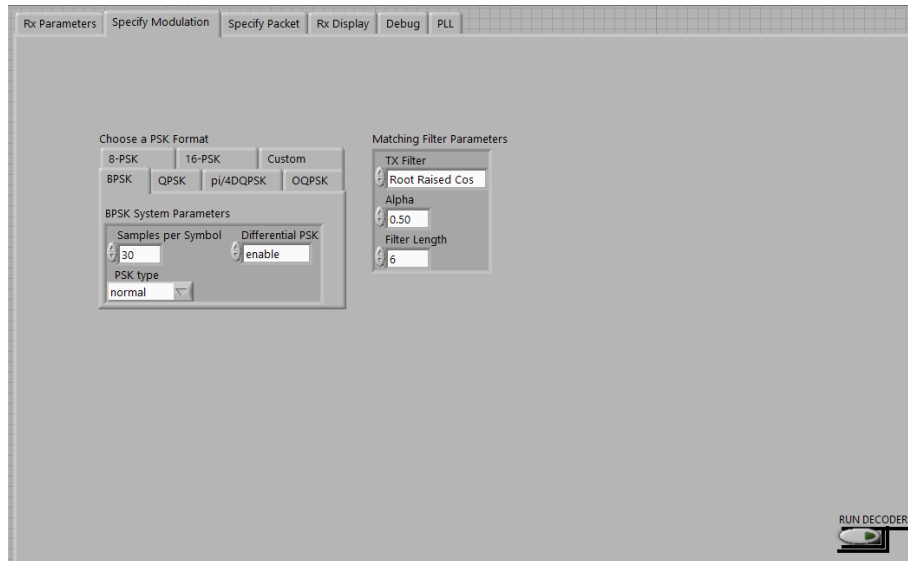 Rx Parameters Specify Modulation Specify Packet Rx Display Debug PLL
Choose a PSK Format
8-PSK 16-PSK Custom
BPSK QPSK pi/4DQPSK OQPSK
BPSK System Parameters
Samples per Symbol Differential PSK
30 enable
PSK type
normal
Matching Filter Parameters
TX Filter
Root Raised Cos
Alpha
0.50
Filter Length
6
RUN DECODER